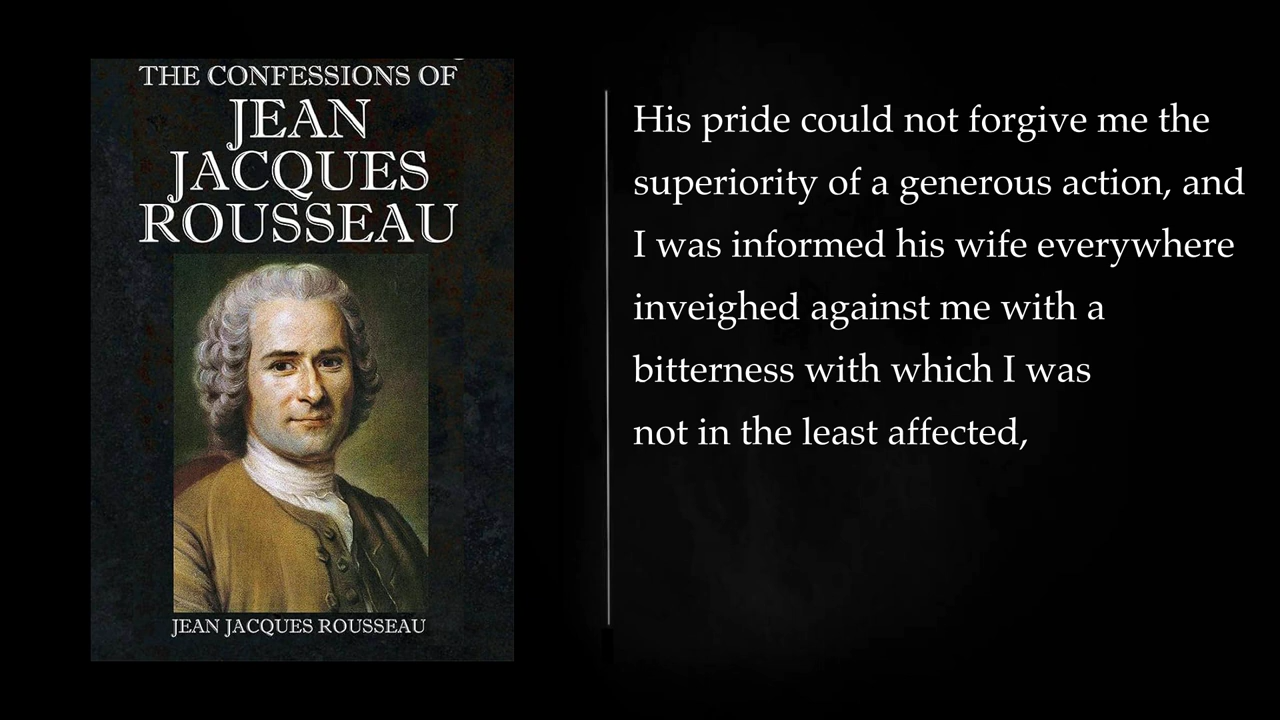 THE CONFESSIONS OF
JEAN
JACQUES
ROUSSEAU
JEAN JACQUES ROUSSEAU
His pride could not forgive me the
superiority of a generous action, and
I was informed his wife everywhere
inveighed against me with a
bitterness with which I was
not in the least affected,